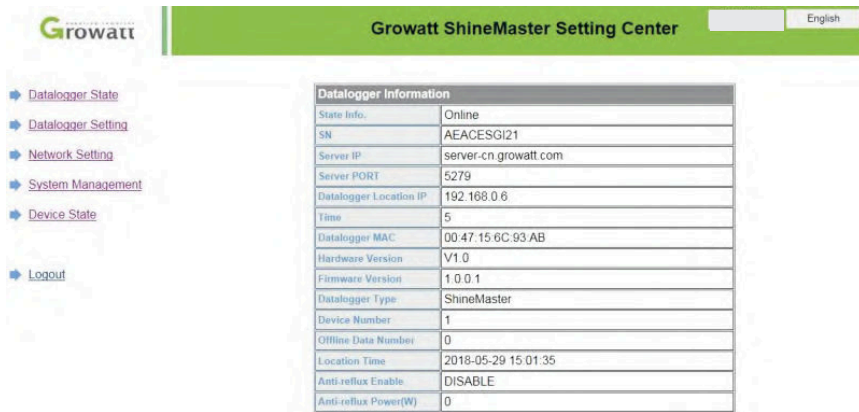 Growatt
Growatt ShineMaster Setting Center
English
Datalogger State
Datalogger Setting
Network Setting
System Management
Device State
Logout
Datalogger Information
State Info. Online
SN AEACESGI21
Server IP server-cn.growatt.com
Server PORT 5279
Datalogger Location IP 192.168.0.6
Time 5
Datalogger MAC 00:47:15:6C:93:AB
Hardware Version V1.0
Firmware Version 1.0.0.1
Datalogger Type ShineMaster
Device Number 1
Offline Data Number 0
Location Time 2018-05-29 15:01:35
Anti-reflux Enable DISABLE
Anti-reflux Power(W) 0